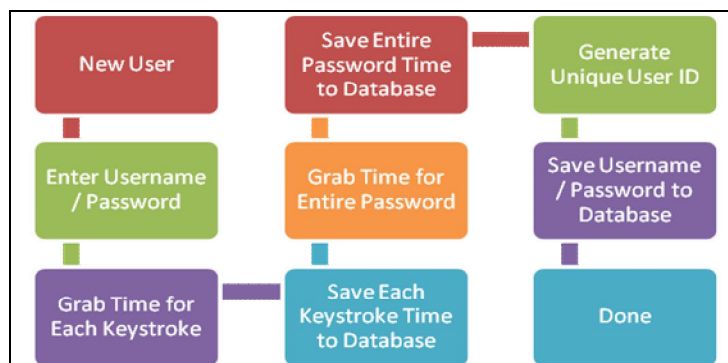 New User
Enter Username
/ Password
Grab Time for
Each Keystroke
Save Each
Keystroke Time
to Database
Grab Time for
Entire Password
Save Entire
Password Time
to Database
Generate
Unique User ID
Save Username
/ Password to
Database
Done